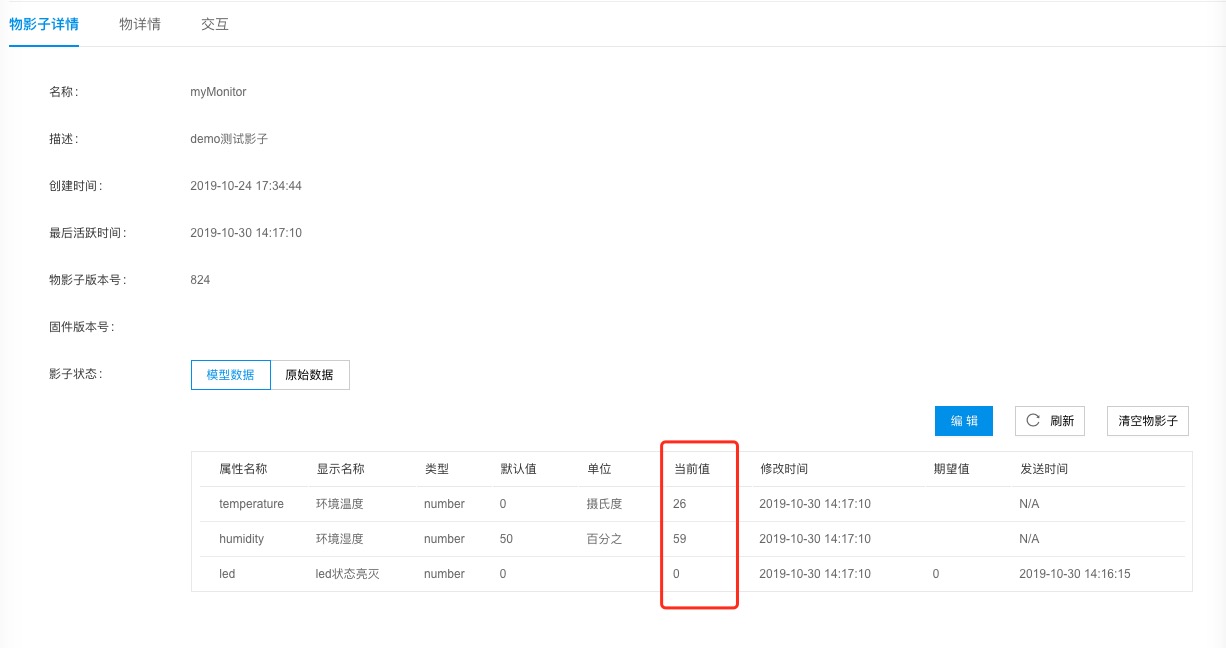 物影子详情 物详情 交互
名称： myMonitor
描述： demo测试影子
创建时间： 2019-10-24 17:34:44
最后活跃时间： 2019-10-30 14:17:10
物影子版本号： 824
固件版本号：
影子状态： 模型数据 原始数据
编 辑 刷新 清空物影子
属性名称 显示名称 类型 默认值 单位 当前值 修改时间 期望值 发送时间
temperature 环境温度 number 0 摄氏度 26 2019-10-30 14:17:10 N/A
humidity 环境湿度 number 50 百分之 59 2019-10-30 14:17:10 N/A
led led状态亮灭 number 0 0 2019-10-30 14:17:10 0 2019-10-30 14:16:15